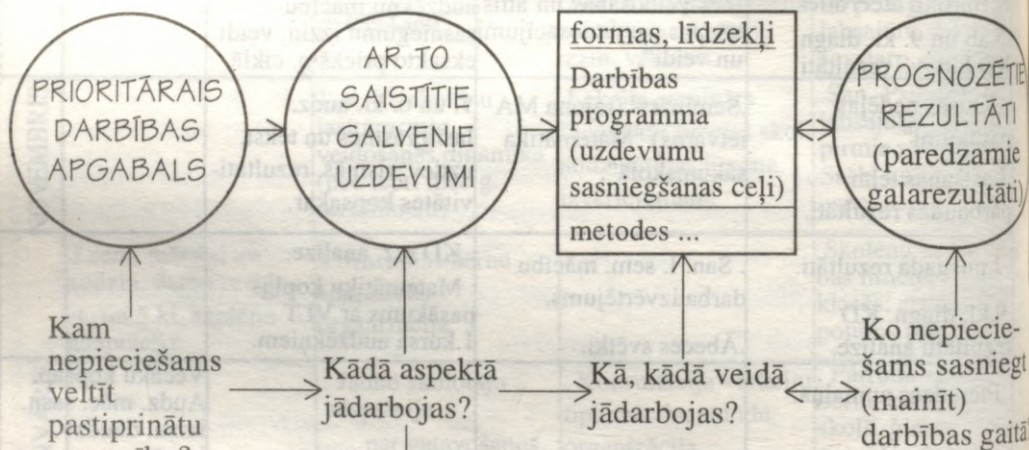 PRIORITĀRAIS
DARBĪBAS
APGABALS
AR TO
SAISTĪTIE
GALVENIE
UZDEVUMI
formas, līdzekļi
Darbības
programma
(uzdevumu
sasniegšanas ceļi)
metodes ...
PROGNOZĒTIE
REZULTĀTI
(paredzamie
galarezultāti)
Kam
nepieciešams
veltīt
pastiprinātu
Kādā aspektā
jādarbojas?
Kā, kādā veidā
jādarbojas?
Ko nepiecie-
šams sasniegt
(mainīt)
darbības gaitā